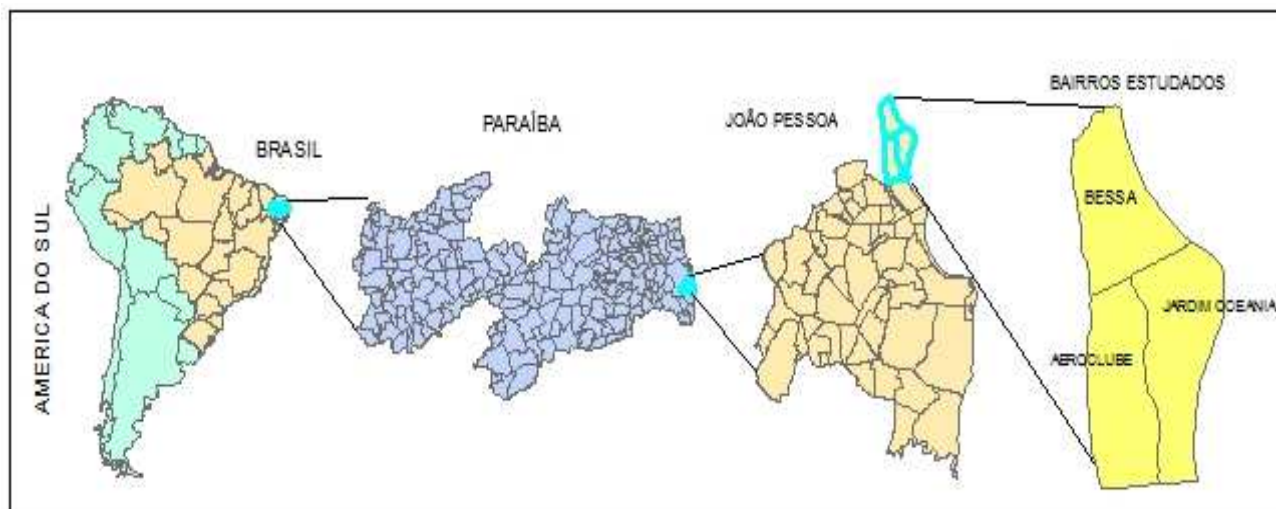 AMERICA DO SUL
BRASIL
PARAÍBA
JOÃO PESSOA
BAIRROS ESTUDADOS
BESSA
JARDIM OCEANIA
AEROCLUBE